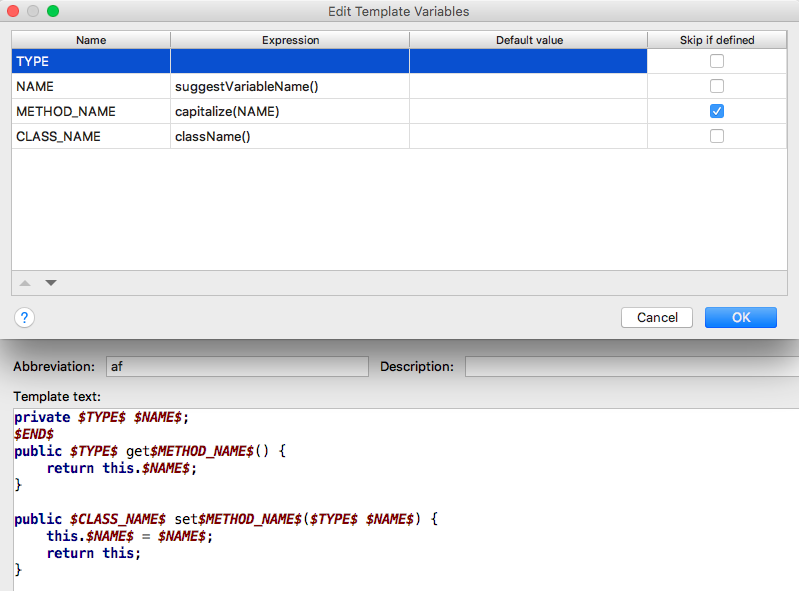 Edit Template Variables
Name Expression Default value Skip if defined
TYPE
NAME suggestVariableName()
METHOD_NAME capitalize(NAME)
CLASS_NAME className()
? Cancel OK
Abbreviation: af Description:
Template text:
private $TYPE$ $NAME$;
$END$
public $TYPE$ get$METHOD_NAME$() {
    return this.$NAME$;
}
public $CLASS_NAME$ set$METHOD_NAME$($TYPE$ $NAME$) {
    this.$NAME$ = $NAME$;
    return this;
}